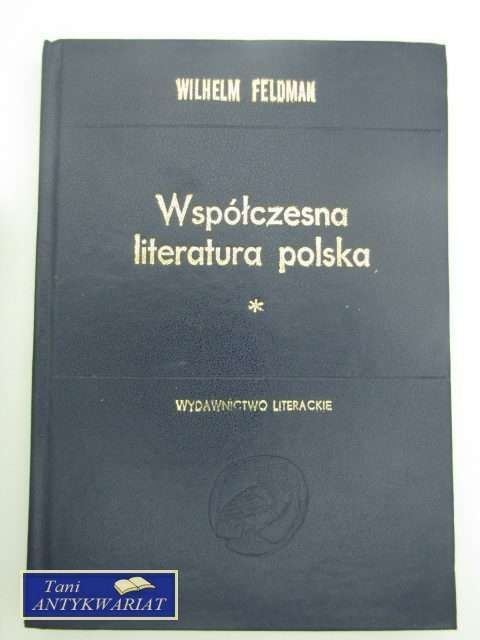 WILHELM FELDMAN
Współczesna
literatura polska
*
WYDAWNICTWO LITERACKIE
Tani
ANTYKWARIAT